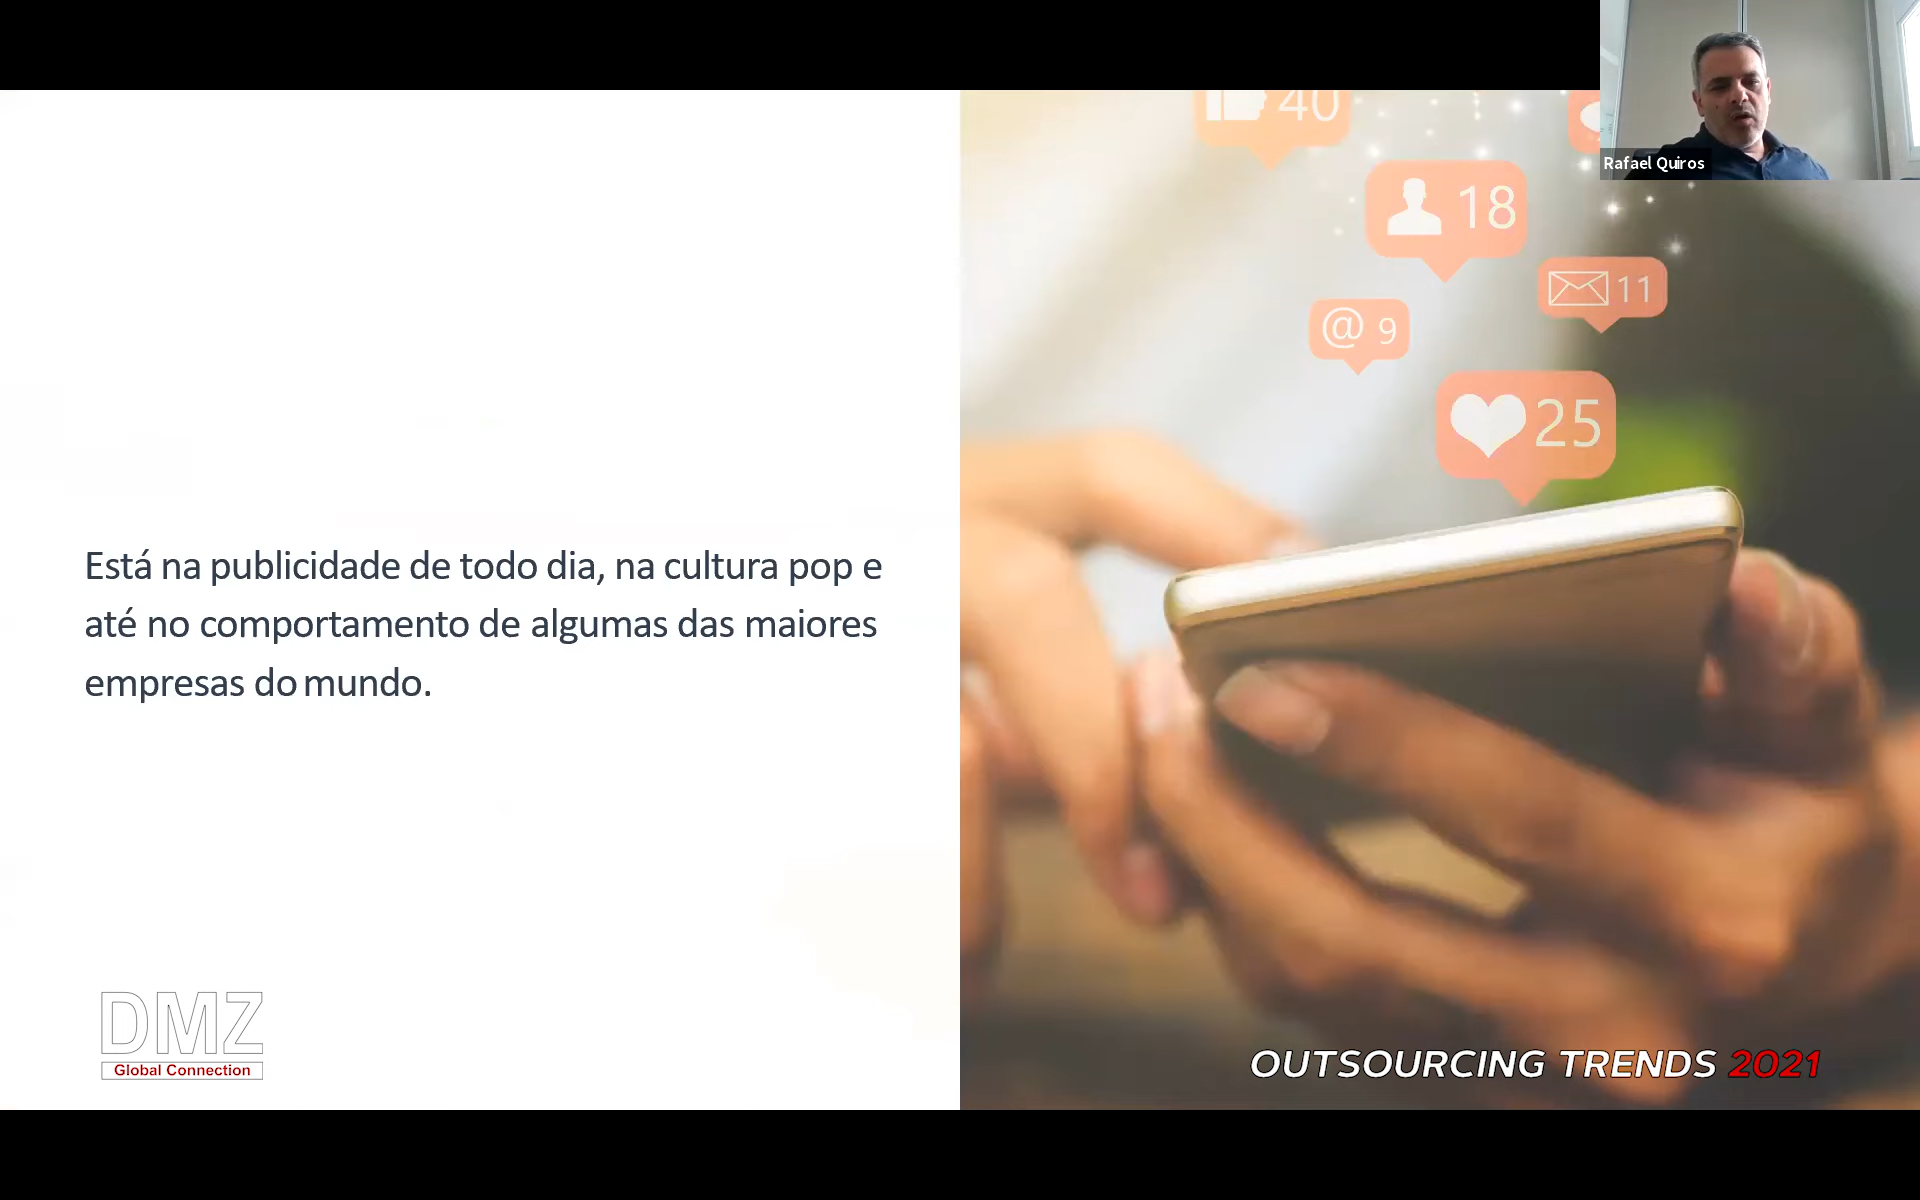 40
Rafael Quiros
18
11
@ 9
25
Está na publicidade de todo dia, na cultura pop e
até no comportamento de algumas das maiores
empresas do mundo.
DMZ
Global Connection
OUTSOURCING TRENDS 2021